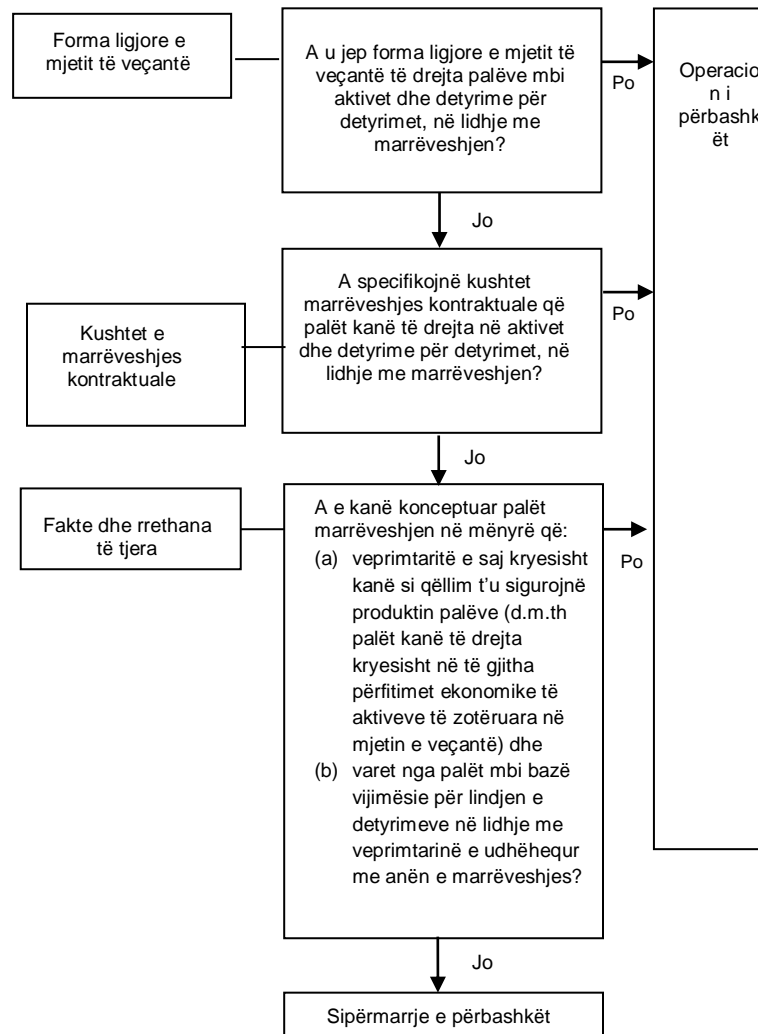 Forma ligjore e
mjetit të veçantë
A u jep forma ligjore e mjetit të
veçantë të drejta palëve mbi
aktivet dhe detyrime për
detyrimet, në lidhje me
marrëveshjen?
Po
Operacio
n i
përbashk
ët
Jo
Kushtet e
marrëveshjes
kontraktuale
A specifikojnë kushtet
marrëveshjes kontraktuale që
palët kanë të drejta në aktivet
dhe detyrime për detyrimet, në
lidhje me marrëveshjen?
Po
Jo
Fakte dhe rrethana
të tjera
A e kanë konceptuar palët
marrëveshjen në mënyrë që:
(a) veprimtaritë e saj kryesisht
kanë si qëllim t’u sigurojnë
produktin palëve (d.m.th
palët kanë të drejta
kryesisht në të gjitha
përfitimet ekonomike të
aktiveve të zotëruara në
mjetin e veçantë) dhe
(b) varet nga palët mbi bazë
vijimësie për lindjen e
detyrimeve në lidhje me
veprimtarinë e udhëhequr
me anën e marrëveshjes?
Po
Jo
Sipërmarrje e përbashkët